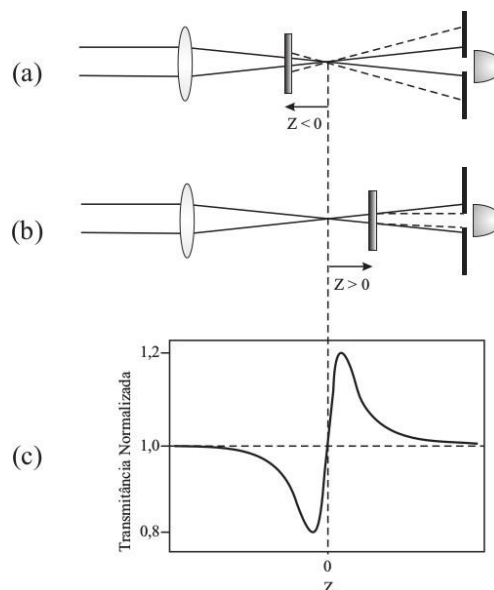 (a)
Z < 0
(b)
Z > 0
(c)
Transmitância Normalizada
1,2
1,0
0,8
0
Z